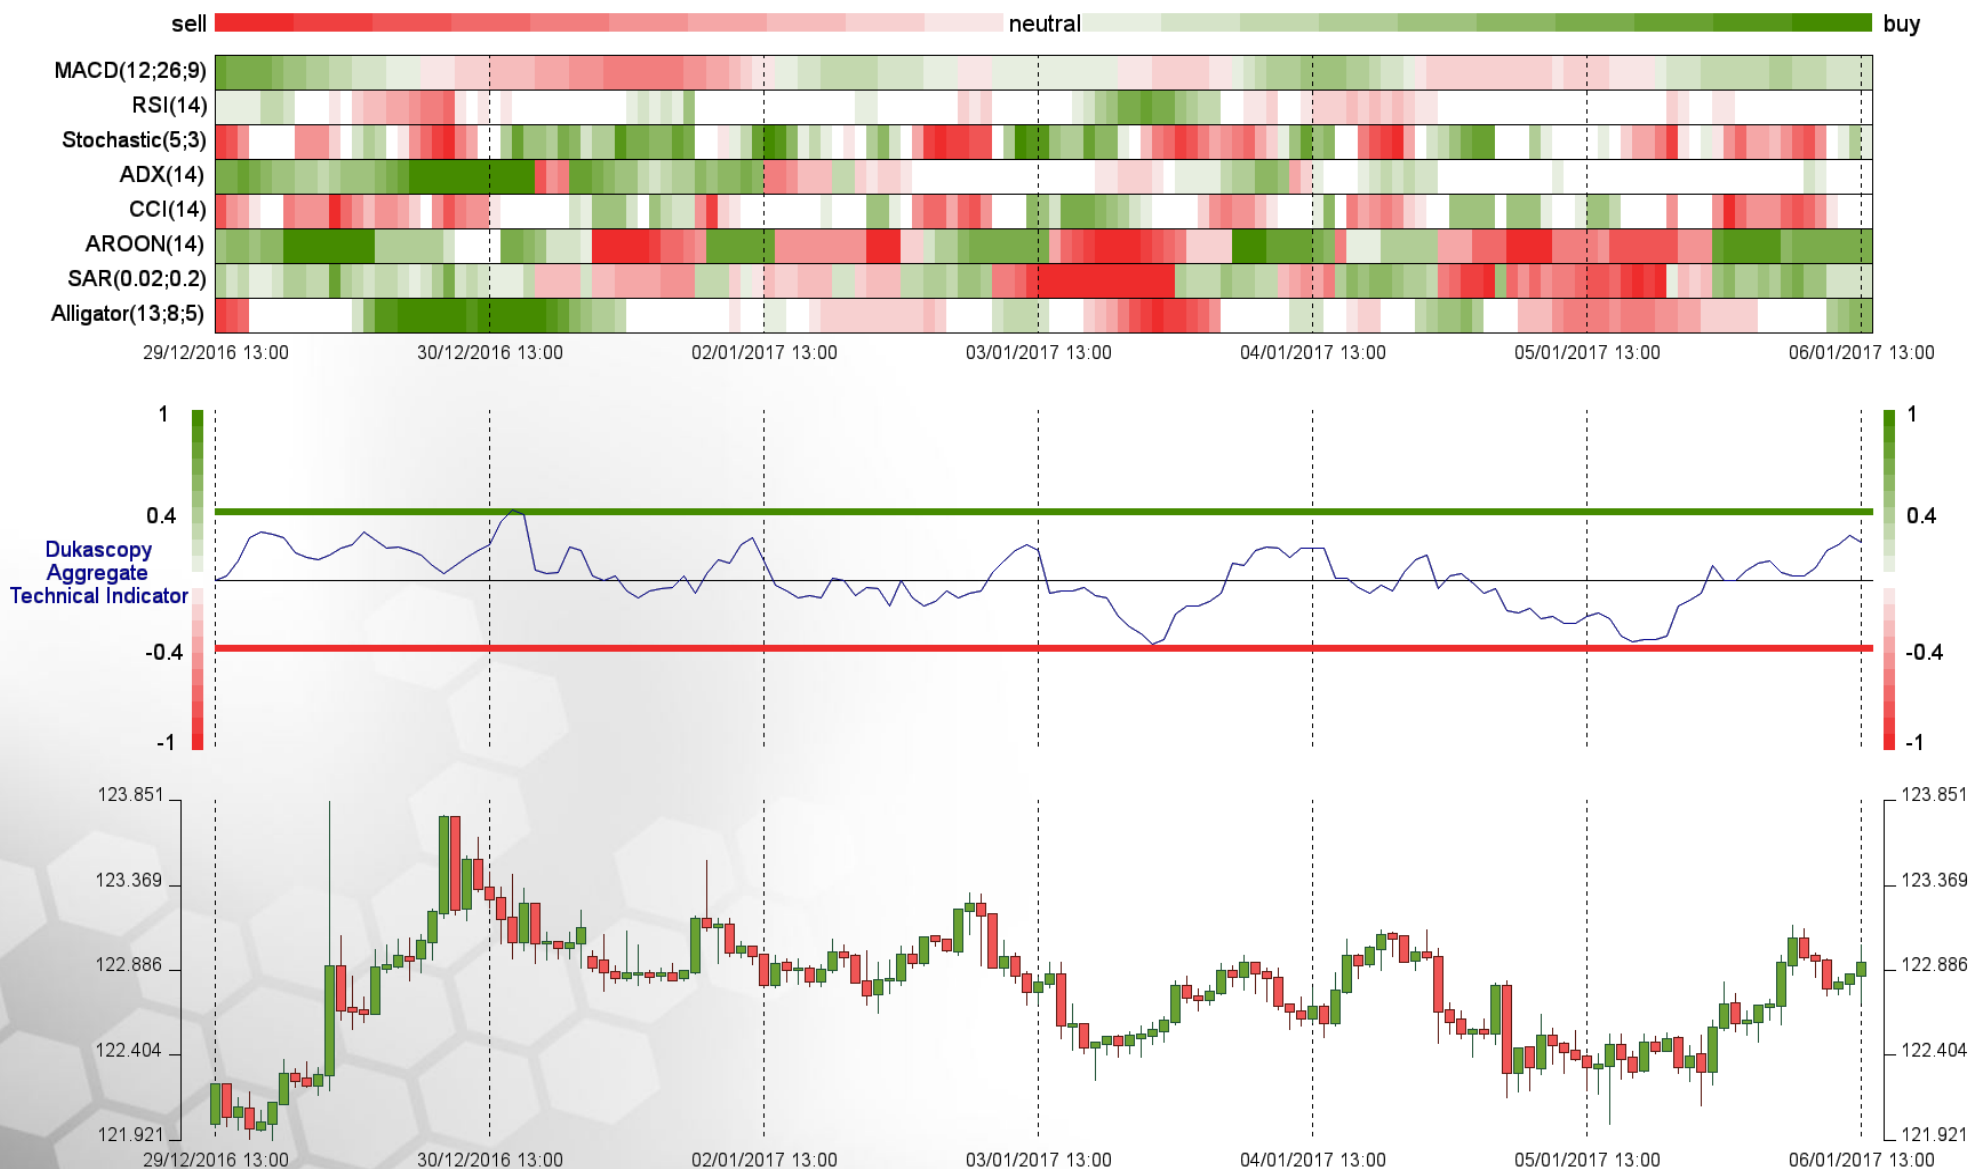 sell neutral buy
MACD(12;26;9)
RSI(14)
Stochastic(5;3)
ADX(14)
CCI(14)
AROON(14)
SAR(0.02;0.2)
Alligator(13;8;5)
29/12/2016 13:00 30/12/2016 13:00 02/01/2017 13:00 03/01/2017 13:00 04/01/2017 13:00 05/01/2017 13:00 06/01/2017 13:00
1 1
0.4 0.4
Dukascopy
Aggregate
Technical Indicator
-0.4 -0.4
-1 -1
123.851 123.851
123.369 123.369
122.886 122.886
122.404 122.404
121.921 121.921
29/12/2016 13:00 30/12/2016 13:00 02/01/2017 13:00 03/01/2017 13:00 04/01/2017 13:00 05/01/2017 13:00 06/01/2017 13:00